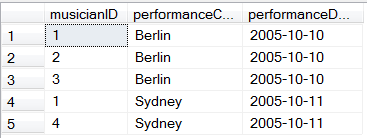 musicianID performanceC... performanceD...
1 1 Berlin 2005-10-10
2 2 Berlin 2005-10-10
3 3 Berlin 2005-10-10
4 1 Sydney 2005-10-11
5 4 Sydney 2005-10-11